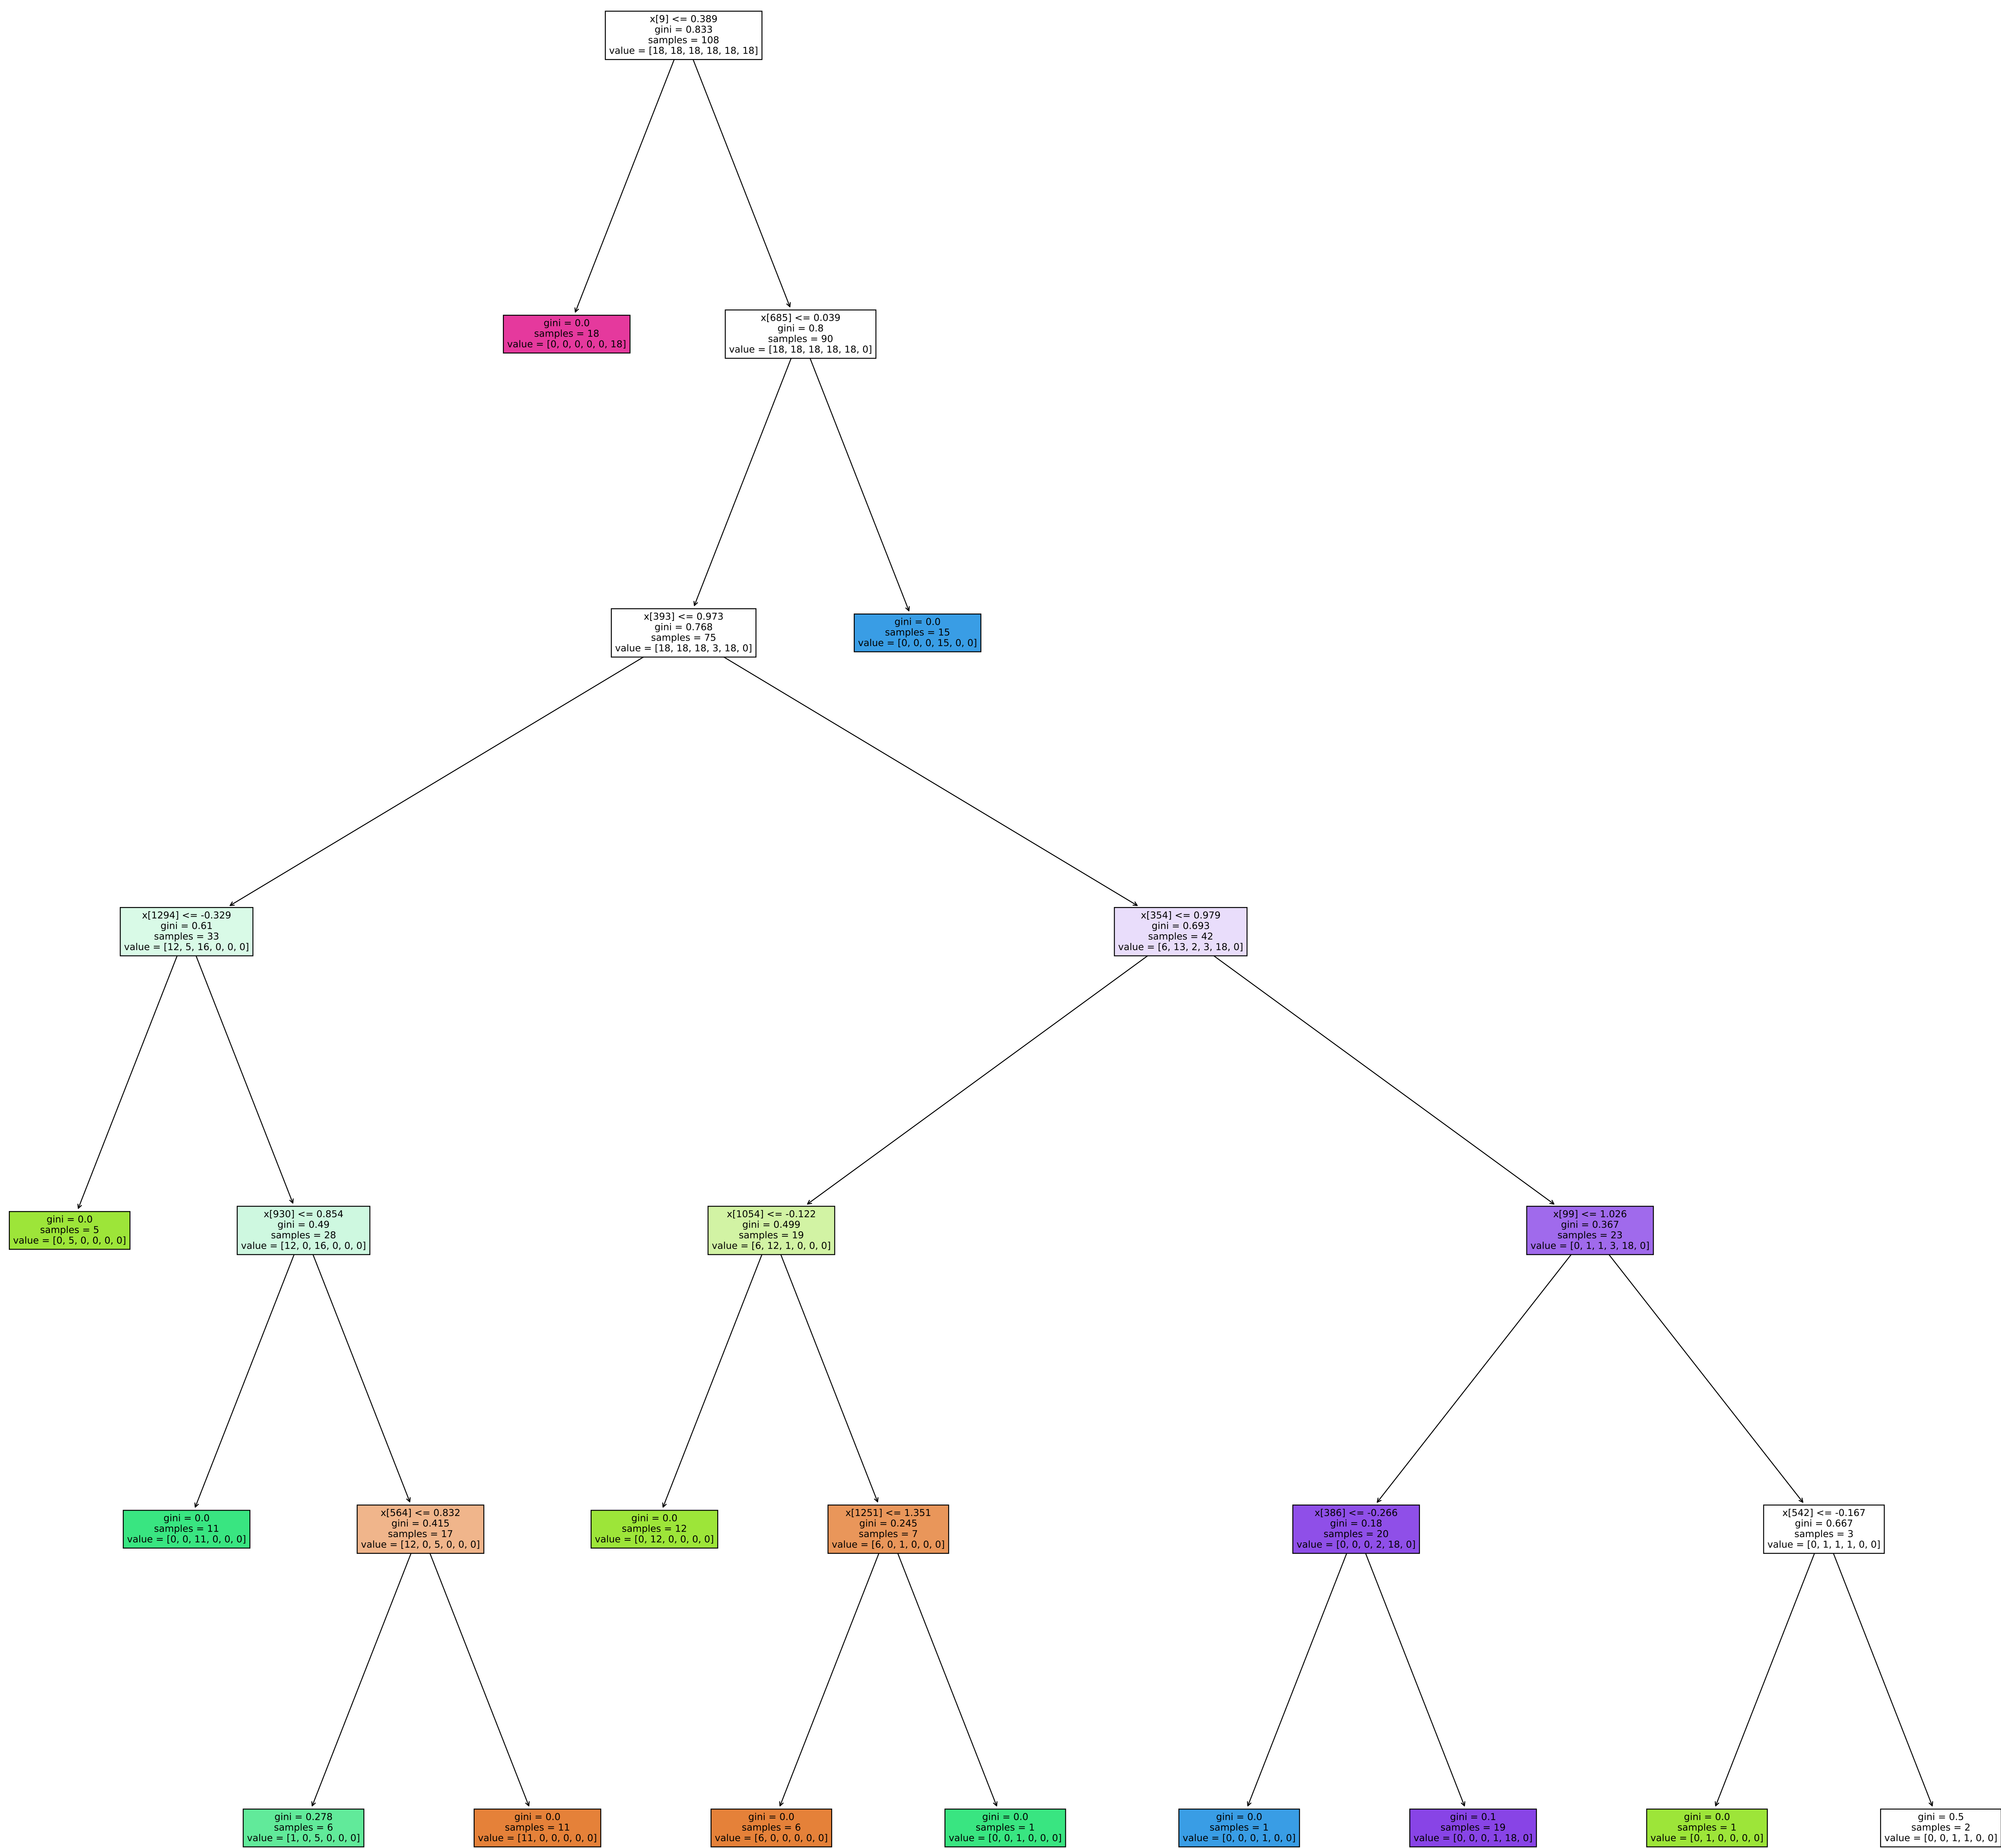 x[9] <= 0.389
gini = 0.833
samples = 108
value = [18, 18, 18, 18, 18, 18]
gini = 0.0
samples = 18
value = [0, 0, 0, 0, 0, 18]
x[685] <= 0.039
gini = 0.8
samples = 90
value = [18, 18, 18, 18, 18, 0]
x[393] <= 0.973
gini = 0.768
samples = 75
value = [18, 18, 18, 3, 18, 0]
gini = 0.0
samples = 15
value = [0, 0, 0, 15, 0, 0]
x[1294] <= -0.329
gini = 0.61
samples = 33
value = [12, 5, 16, 0, 0, 0]
x[354] <= 0.979
gini = 0.693
samples = 42
value = [6, 13, 2, 3, 18, 0]
gini = 0.0
samples = 5
value = [0, 5, 0, 0, 0, 0]
x[930] <= 0.854
gini = 0.49
samples = 28
value = [12, 0, 16, 0, 0, 0]
x[1054] <= -0.122
gini = 0.499
samples = 19
value = [6, 12, 1, 0, 0, 0]
x[99] <= 1.026
gini = 0.367
samples = 23
value = [0, 1, 1, 3, 18, 0]
gini = 0.0
samples = 11
value = [0, 0, 11, 0, 0, 0]
x[564] <= 0.832
gini = 0.415
samples = 17
value = [12, 0, 5, 0, 0, 0]
gini = 0.0
samples = 12
value = [0, 12, 0, 0, 0, 0]
x[1251] <= 1.351
gini = 0.245
samples = 7
value = [6, 0, 1, 0, 0, 0]
x[386] <= -0.266
gini = 0.18
samples = 20
value = [0, 0, 0, 2, 18, 0]
x[542] <= -0.167
gini = 0.667
samples = 3
value = [0, 1, 1, 1, 0, 0]
gini = 0.278
samples = 6
value = [1, 0, 5, 0, 0, 0]
gini = 0.0
samples = 11
value = [11, 0, 0, 0, 0, 0]
gini = 0.0
samples = 6
value = [6, 0, 0, 0, 0, 0]
gini = 0.0
samples = 1
value = [0, 0, 1, 0, 0, 0]
gini = 0.0
samples = 1
value = [0, 0, 0, 1, 0, 0]
gini = 0.1
samples = 19
value = [0, 0, 0, 1, 18, 0]
gini = 0.0
samples = 1
value = [0, 1, 0, 0, 0, 0]
gini = 0.5
samples = 2
value = [0, 0, 1, 1, 0, 0]